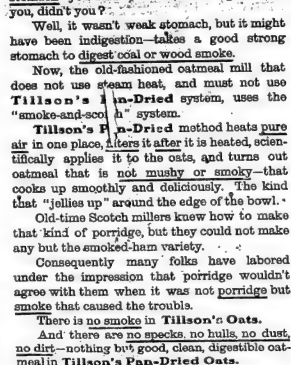 you, didn't you?
Well, it wasn't weak stomach, but it might
have been indigestion—takes a good strong
stomach to digest coal or wood smoke.
Now, the old-fashioned oatmeal mill that
does not use steam heat, and must not use
Tillson's Pan-Dried system, uses the
"smoke-and-scorch" system.
Tillson's Pan-Dried method heats pure
air in one place, filters it after it is heated, scien-
tifically applies it to the oats, and turns out
oatmeal that is not mushy or smoky—that
cooks up smoothly and deliciously. The kind
that "jellies up" around the edge of the bowl.
Old-time Scotch millers knew how to make
that kind of porridge, but they could not make
any but the smoked-ham variety.
Consequently many folks have labored
under the impression that porridge wouldn't
agree with them when it was not porridge but
smoke that caused the trouble.
There is no smoke in Tillson's Oats.
And there are no specks, no hulls, no dust,
no dirt—nothing but good, clean, digestible oat-
meal in Tillson's Pan-Dried Oats.